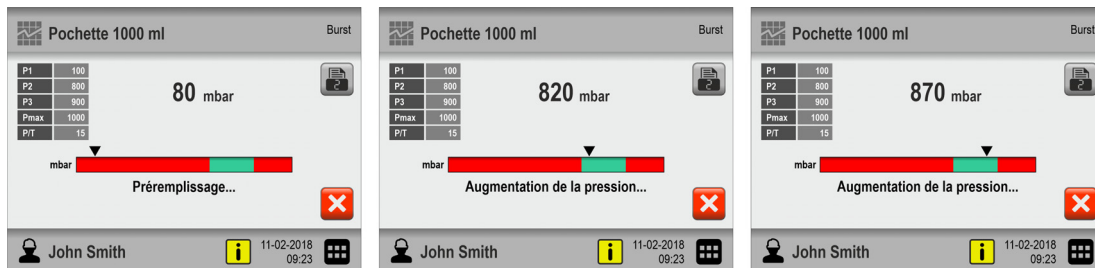 Pochette 1000 ml Burst
P1 100
P2 800
P3 900
Pmax 1000
P/T 15
80 mbar
2
mbar
Préremplissage...
John Smith
i
11-02-2018
09:23
Pochette 1000 ml Burst
P1 100
P2 800
P3 900
Pmax 1000
P/T 15
820 mbar
2
mbar
Augmentation de la pression...
John Smith
i
11-02-2018
09:23
Pochette 1000 ml Burst
P1 100
P2 800
P3 900
Pmax 1000
P/T 15
870 mbar
2
mbar
Augmentation de la pression...
John Smith
i
11-02-2018
09:23